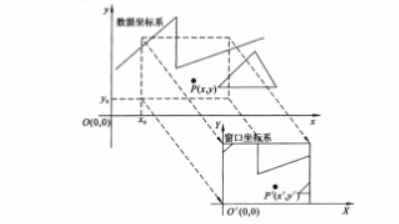 y
数据坐标系
P(x,y)
y₀
O(0,0)
x₀
x
Y
窗口坐标系
P'(x',y')
O'(0,0)
X